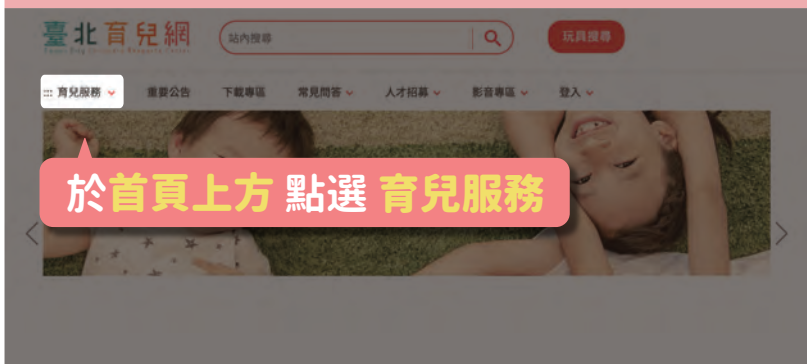 臺北育兒網
站內搜尋
玩具搜尋
::: 育兒服務 重要公告 下載專區 常見問答 人才招募 影音專區 登入
於首頁上方 點選 育兒服務